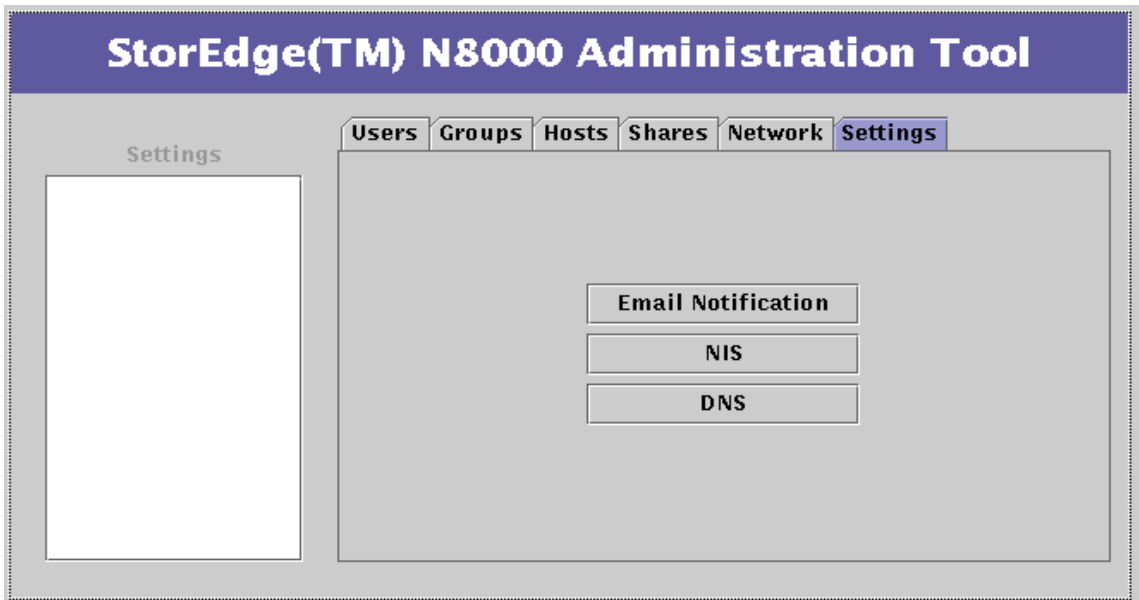 StorEdge(TM) N8000 Administration Tool
Users Groups Hosts Shares Network Settings
Settings
Email Notification
NIS
DNS